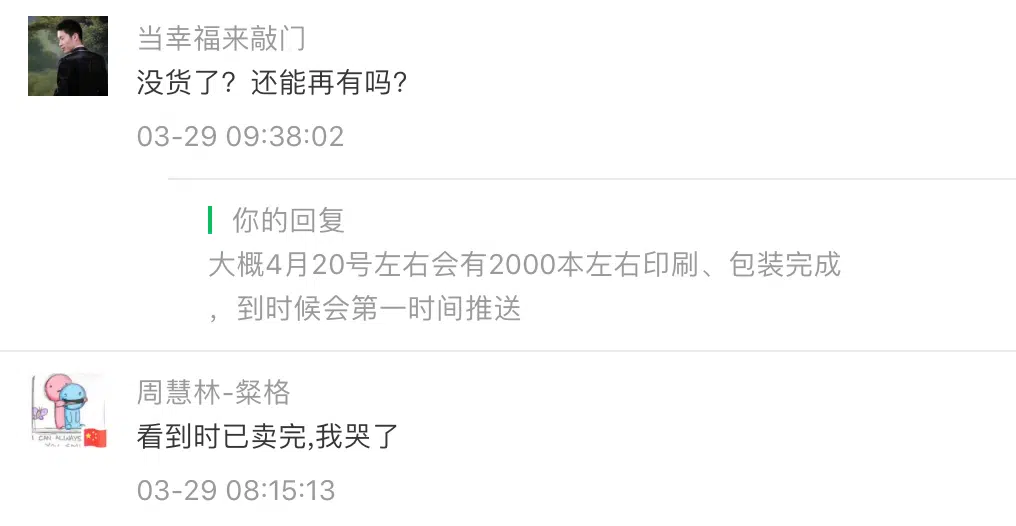 当幸福来敲门
没货了？还能再有吗？
03-29 09:38:02
你的回复
大概4月20号左右会有2000本左右印刷、包装完成
，到时候会第一时间推送
周慧林-粲格
I CAN ALWAYS
看到时已卖完,我哭了
03-29 08:15:13